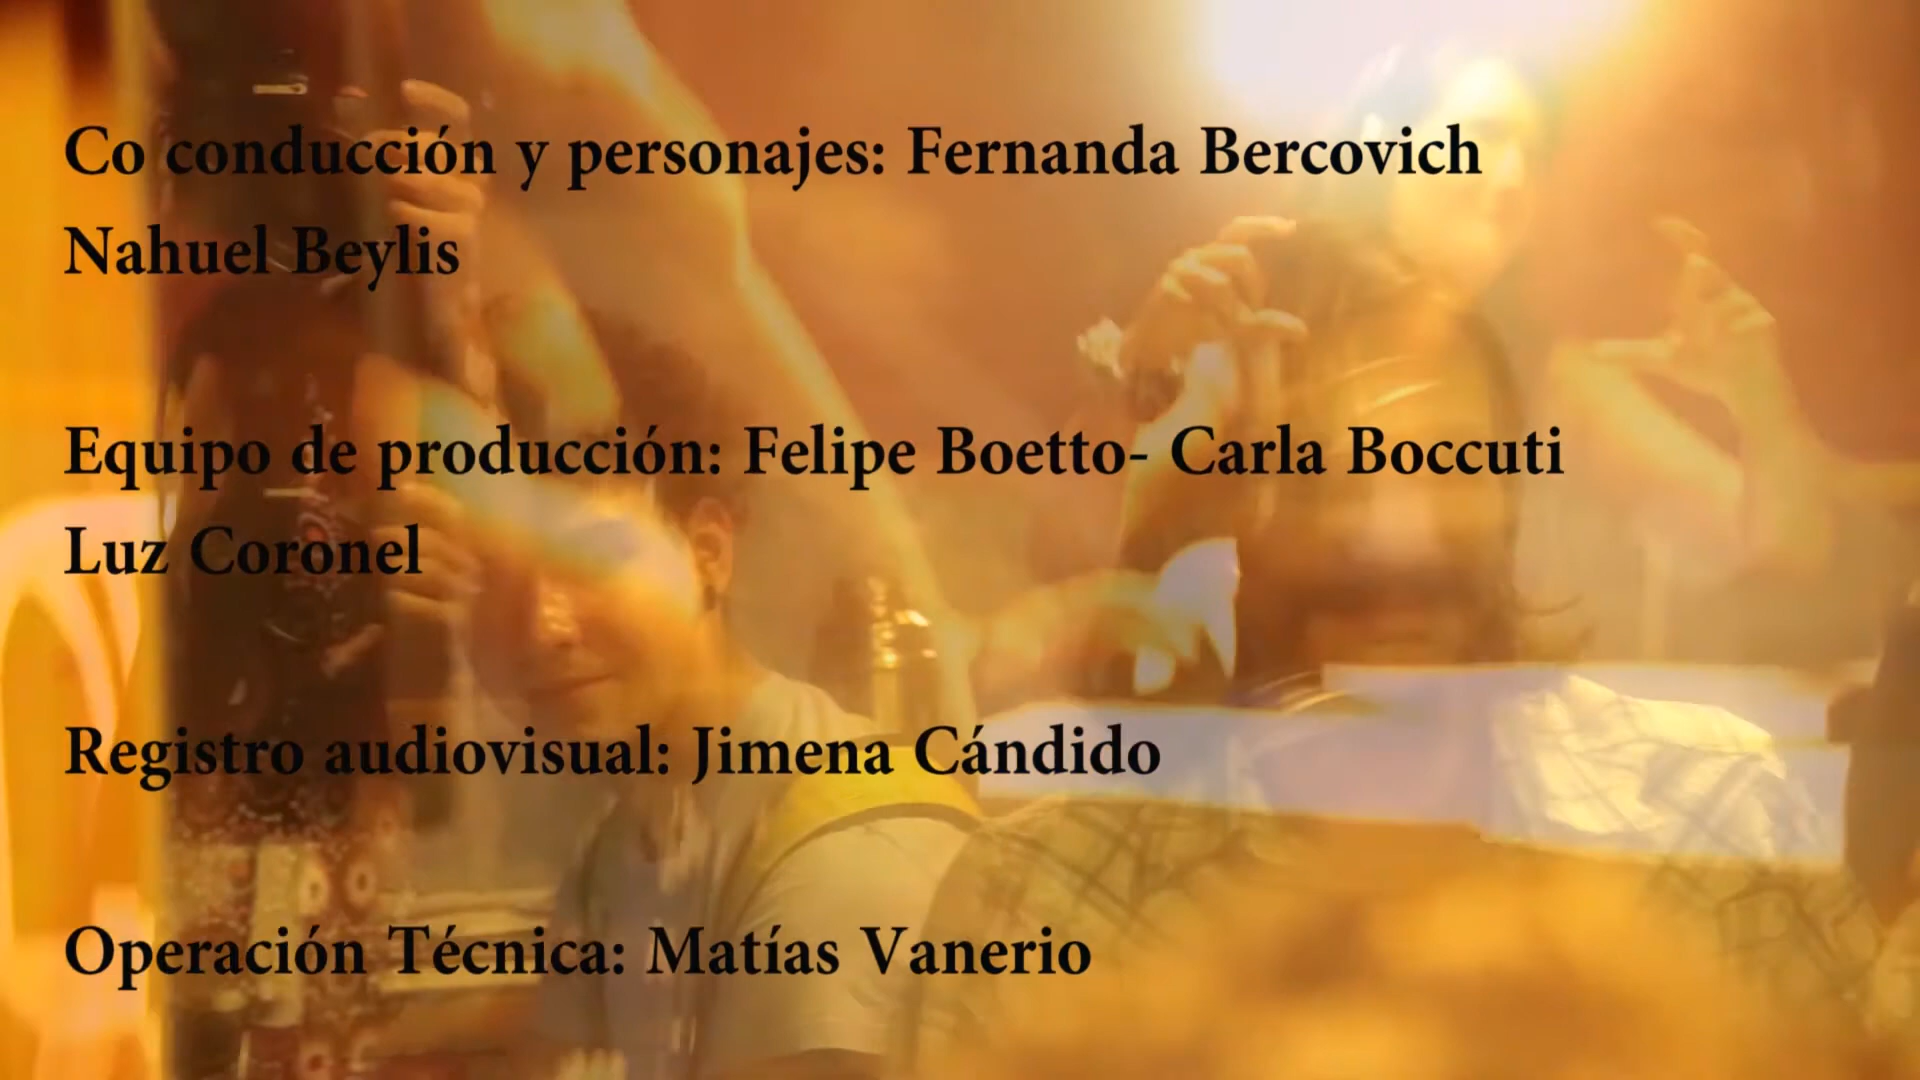 Co conducción y personajes: Fernanda Bercovich
Nahuel Beylis
Equipo de producción: Felipe Boetto- Carla Boccuti
Luz Coronel
Registro audiovisual: Jimena Cándido
Operación Técnica: Matías Vanerio